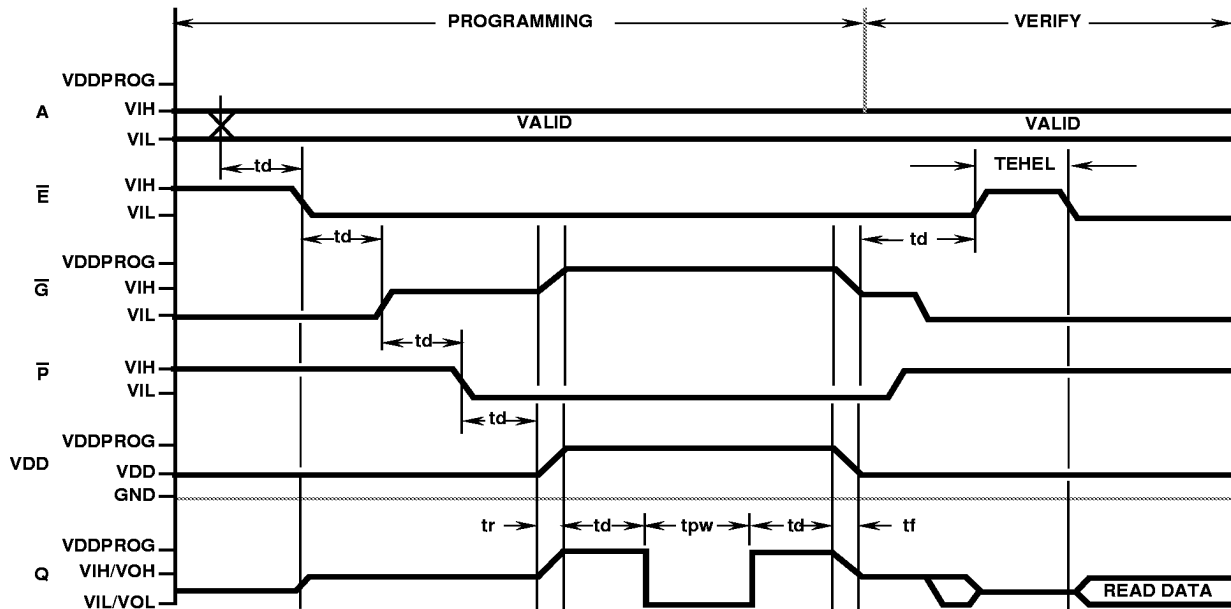 PROGRAMMING VERIFY
VDDPROG
A VIH VALID VALID
VIL
td TEHEL
E VIH
VIL
td td
VDDPROG
G VIH
VIL
td
P VIH
VIL
td
VDDPROG
VDD VDD
GND
tr td tpw td tf
VDDPROG
Q VIH/VOH
VIL/VOL READ DATA